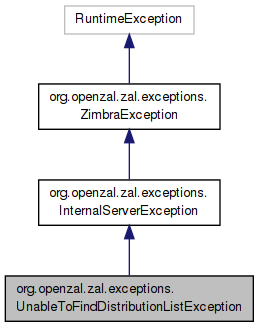 RuntimeException
org.openzal.zal.exceptions.
ZimbraException
org.openzal.zal.exceptions.
InternalServerException
org.openzal.zal.exceptions.
UnableToFindDistributionListException